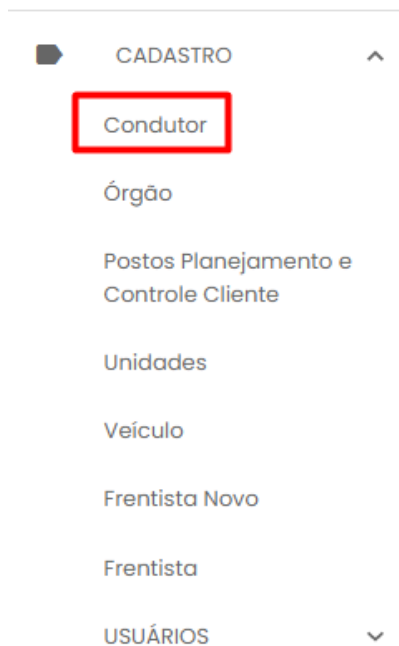 CADASTRO
Condutor
Órgão
Postos Planejamento e
Controle Cliente
Unidades
Veículo
Frentista Novo
Frentista
USUÁRIOS